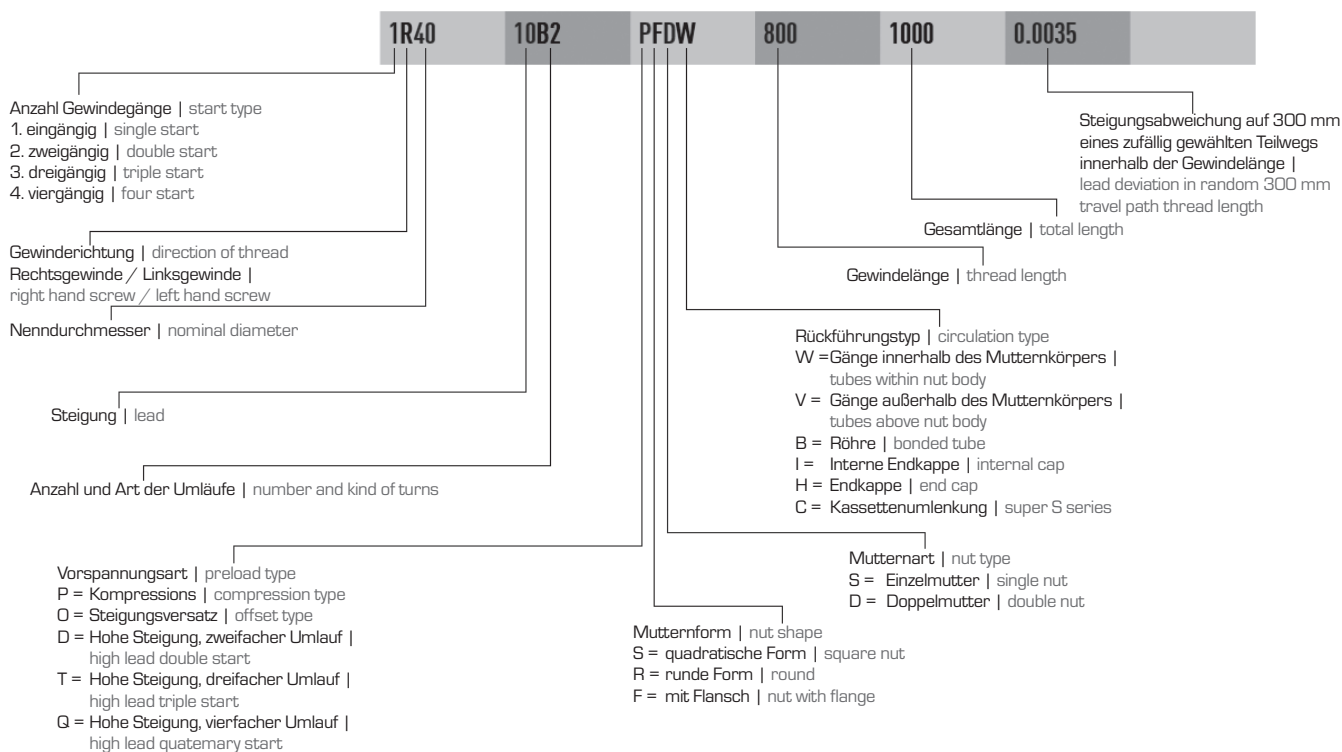 1R40 10B2 PFDW 800 1000 0.0035
Anzahl Gewindegänge | start type
1. eingängig | single start
2. zweigängig | double start
3. dreigängig | triple start
4. viergängig | four start
Gewinderichtung | direction of thread
Rechtsgewinde / Linksgewinde |
right hand screw / left hand screw
Nenndurchmesser | nominal diameter
Steigung | lead
Anzahl und Art der Umläufe | number and kind of turns
Vorspannungsart | preload type
P = Kompressions | compression type
O = Steigungsversatz | offset type
D = Hohe Steigung, zweifacher Umlauf |
high lead double start
T = Hohe Steigung, dreifacher Umlauf |
high lead triple start
Q = Hohe Steigung, vierfacher Umlauf |
high lead quatemary start
Mutternform | nut shape
S = quadratische Form | square nut
R = runde Form | round
F = mit Flansch | nut with flange
Mutternart | nut type
S = Einzelmutter | single nut
D = Doppelmutter | double nut
Rückführungstyp | circulation type
W =Gänge innerhalb des Mutternkörpers |
tubes within nut body
V = Gänge außerhalb des Mutternkörpers |
tubes above nut body
B = Röhre | bonded tube
I = Interne Endkappe | internal cap
H = Endkappe | end cap
C = Kassettenumlenkung | super S series
Gewindelänge | thread length
Gesamtlänge | total length
Steigungsabweichung auf 300 mm
eines zufällig gewählten Teilwegs
innerhalb der Gewindelänge |
lead deviation in random 300 mm
travel path thread length